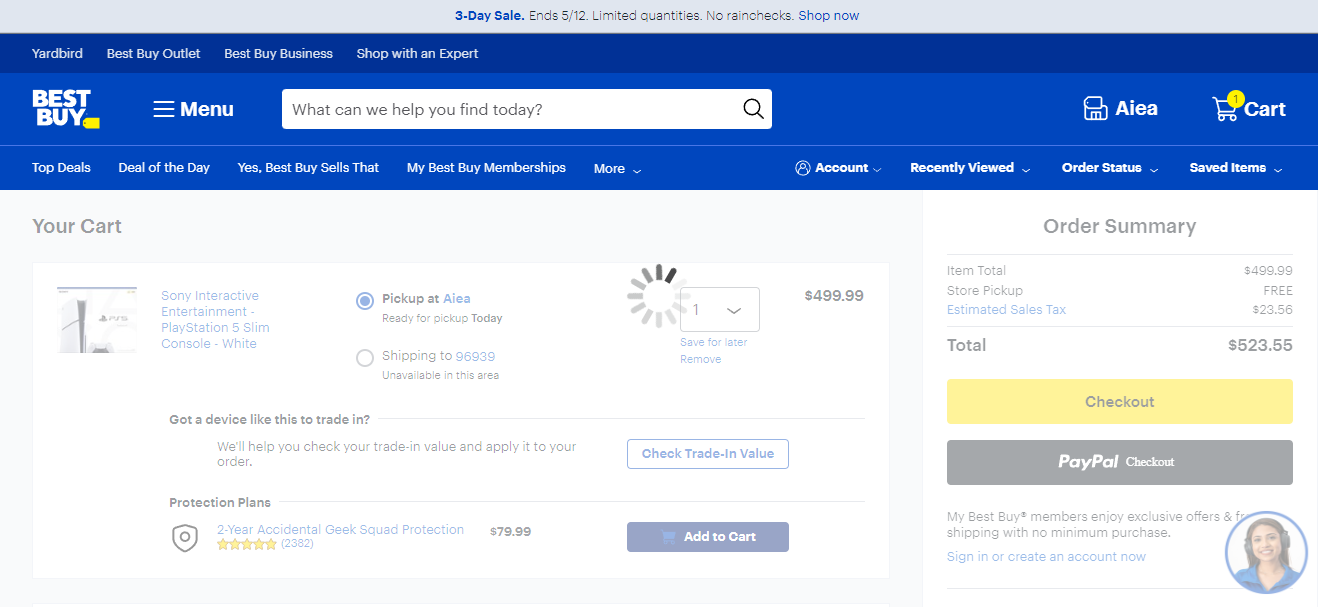 3-Day Sale. Ends 5/12. Limited quantities. No rainchecks. Shop now
Yardbird Best Buy Outlet Best Buy Business Shop with an Expert
BEST
BUY
Menu
What can we help you find today?
Aiea
1
Cart
Top Deals Deal of the Day Yes, Best Buy Sells That My Best Buy Memberships More
Account Recently Viewed Order Status Saved Items
Your Cart
Sony Interactive
Entertainment -
PlayStation 5 Slim
Console - White
Pickup at Aiea
Ready for pickup Today
Shipping to 96939
Unavailable in this area
1
Save for later
Remove
$499.99
Got a device like this to trade in?
We'll help you check your trade-in value and apply it to your
order.
Check Trade-In Value
Protection Plans
2-Year Accidental Geek Squad Protection
(2382)
$79.99
Add to Cart
Order Summary
Item Total $499.99
Store Pickup FREE
Estimated Sales Tax $23.56
Total $523.55
Checkout
PayPal Checkout
My Best Buy® members enjoy exclusive offers &
shipping with no minimum purchase.
Sign in or create an account now